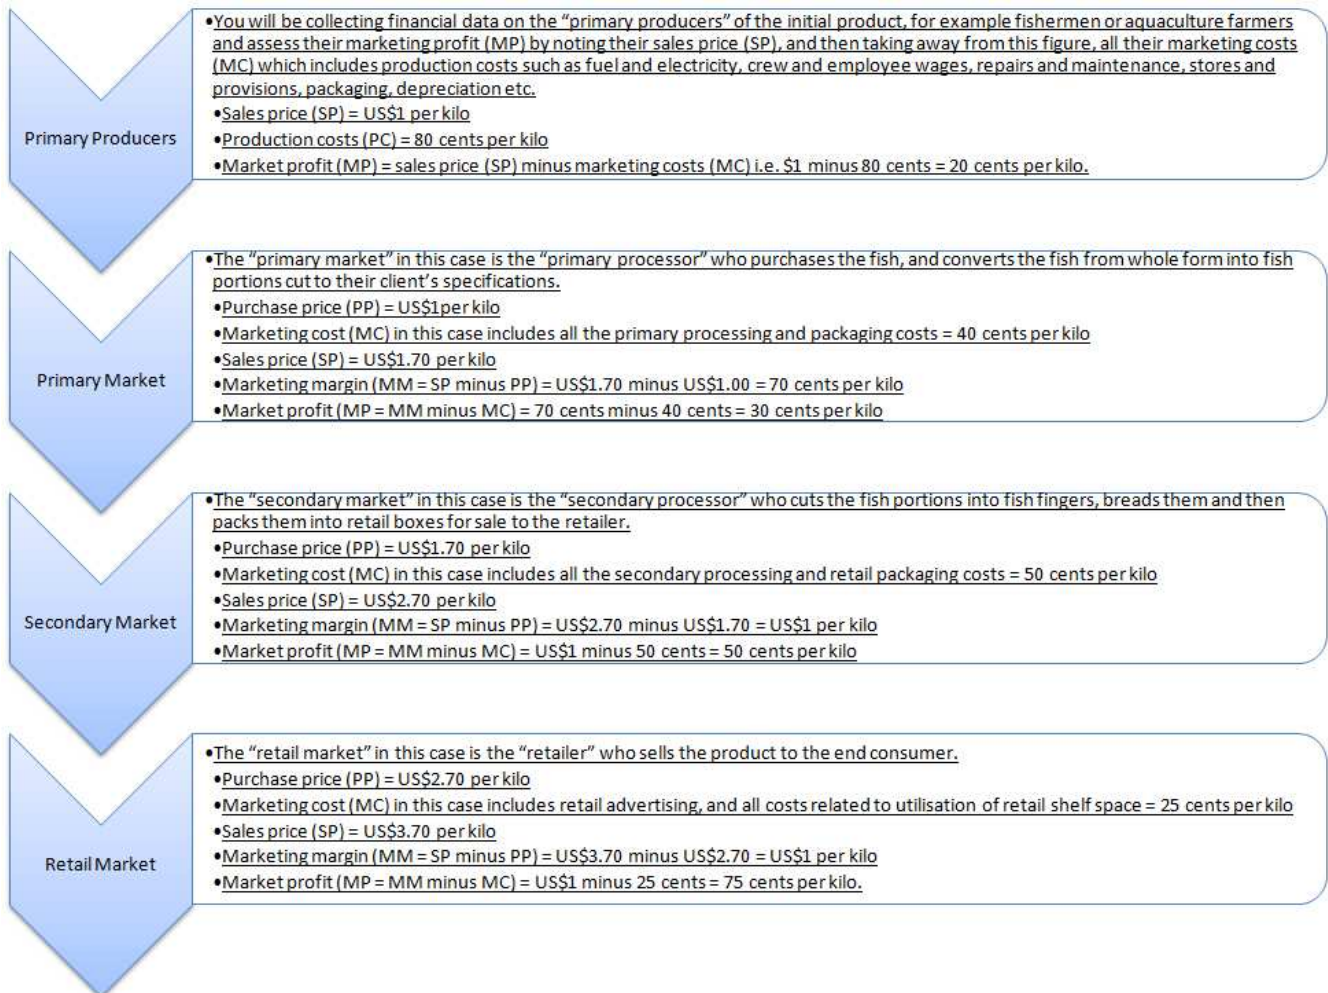 Primary Producers
•You will be collecting financial data on the “primary producers” of the initial product, for example fishermen or aquaculture farmers
and assess their marketing profit (MP) by noting their sales price (SP), and then taking away from this figure, all their marketing costs
(MC) which includes production costs such as fuel and electricity, crew and employee wages, repairs and maintenance, stores and
provisions, packaging, depreciation etc.
•Sales price (SP) = US$1 per kilo
•Production costs (PC) = 80 cents per kilo
•Market profit (MP) = sales price (SP) minus marketing costs (MC) i.e. $1 minus 80 cents = 20 cents per kilo.
Primary Market
•The “primary market” in this case is the “primary processor” who purchases the fish, and converts the fish from whole form into fish
portions cut to their client’s specifications.
•Purchase price (PP) = US$1per kilo
•Marketing cost (MC) in this case includes all the primary processing and packaging costs = 40 cents per kilo
•Sales price (SP) = US$1.70 per kilo
•Marketing margin (MM = SP minus PP) = US$1.70 minus US$1.00 = 70 cents per kilo
•Market profit (MP = MM minus MC) = 70 cents minus 40 cents = 30 cents per kilo
Secondary Market
•The “secondary market” in this case is the “secondary processor” who cuts the fish portions into fish fingers, breads them and then
packs them into retail boxes for sale to the retailer.
•Purchase price (PP) = US$1.70 per kilo
•Marketing cost (MC) in this case includes all the secondary processing and retail packaging costs = 50 cents per kilo
•Sales price (SP) = US$2.70 per kilo
•Marketing margin (MM = SP minus PP) = US$2.70 minus US$1.70 = US$1 per kilo
•Market profit (MP = MM minus MC) = US$1 minus 50 cents = 50 cents per kilo
Retail Market
•The “retail market” in this case is the “retailer” who sells the product to the end consumer.
•Purchase price (PP) = US$2.70 per kilo
•Marketing cost (MC) in this case includes retail advertising, and all costs related to utilisation of retail shelf space = 25 cents per kilo
•Sales price (SP) = US$3.70 per kilo
•Marketing margin (MM = SP minus PP) = US$3.70 minus US$2.70 = US$1 per kilo
•Market profit (MP = MM minus MC) = US$1 minus 25 cents = 75 cents per kilo.